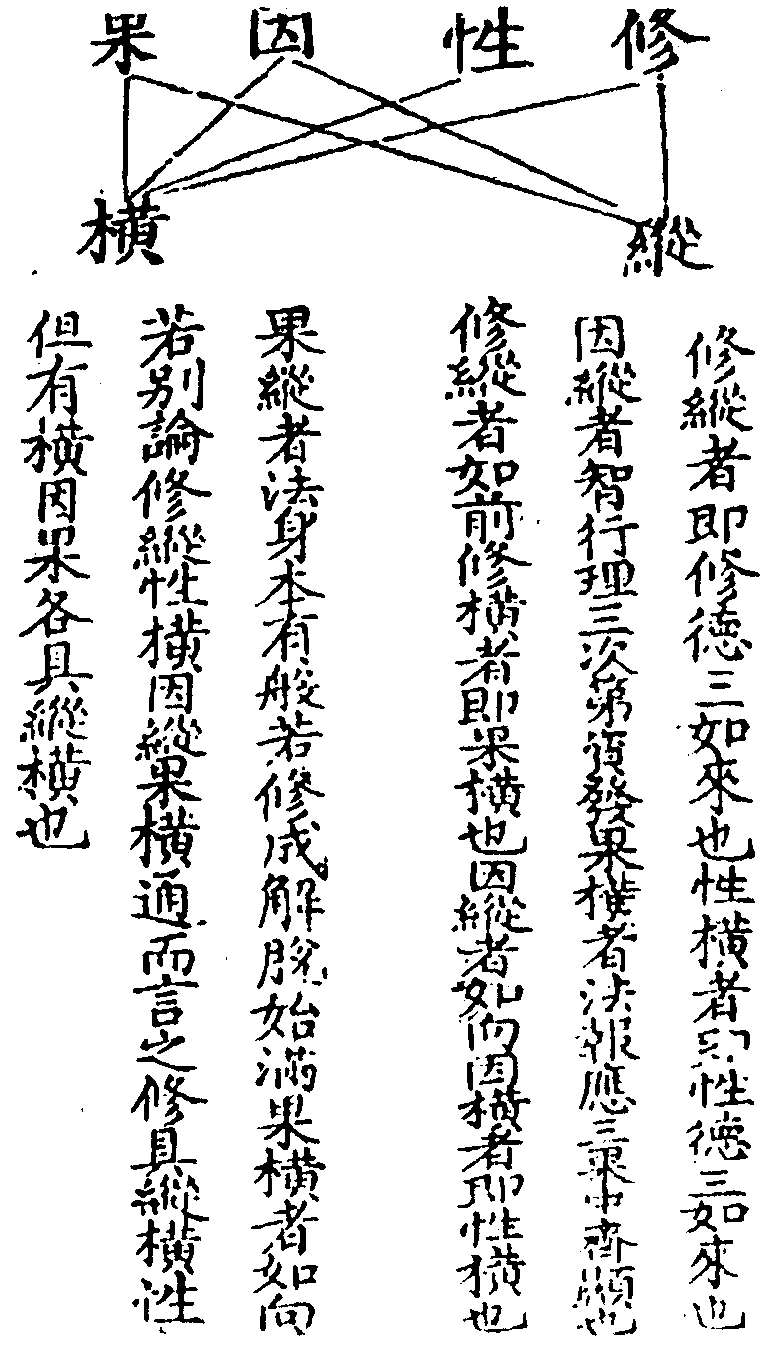 修 性 因 果
縱 橫
修縱者即修德三如來也性橫者即性德三如來也
因縱者智行理三次第資發果橫者法報應三果中齊顯也
修縱者如前修橫者即果橫也因縱者如向因橫者即性橫也
果縱者法身本有般若修成解脫始滿果橫者如向
若別論修縱性橫因縱果橫通而言之修具縱橫性
但有橫因果各具縱橫也